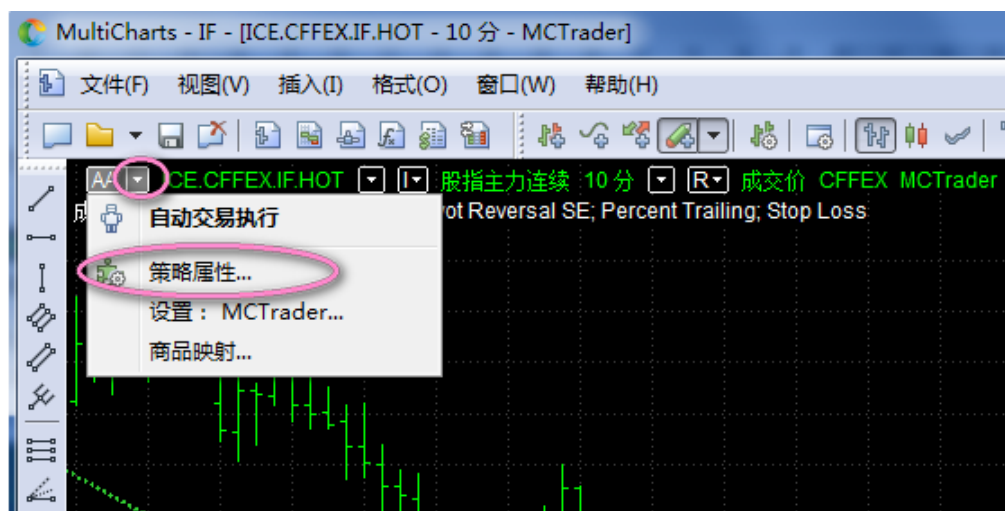 MultiCharts - IF - [ICE.CFFEX.IF.HOT - 10 分 - MCTrader]
文件(F) 视图(V) 插入(I) 格式(O) 窗口(W) 帮助(H)
AA ICE.CFFEX.IF.HOT I 股指主力连续 10 分 R 成交价 CFFEX MCTrader
成 ot Reversal SE; Percent Trailing; Stop Loss
自动交易执行
策略属性...
设置： MCTrader...
商品映射...